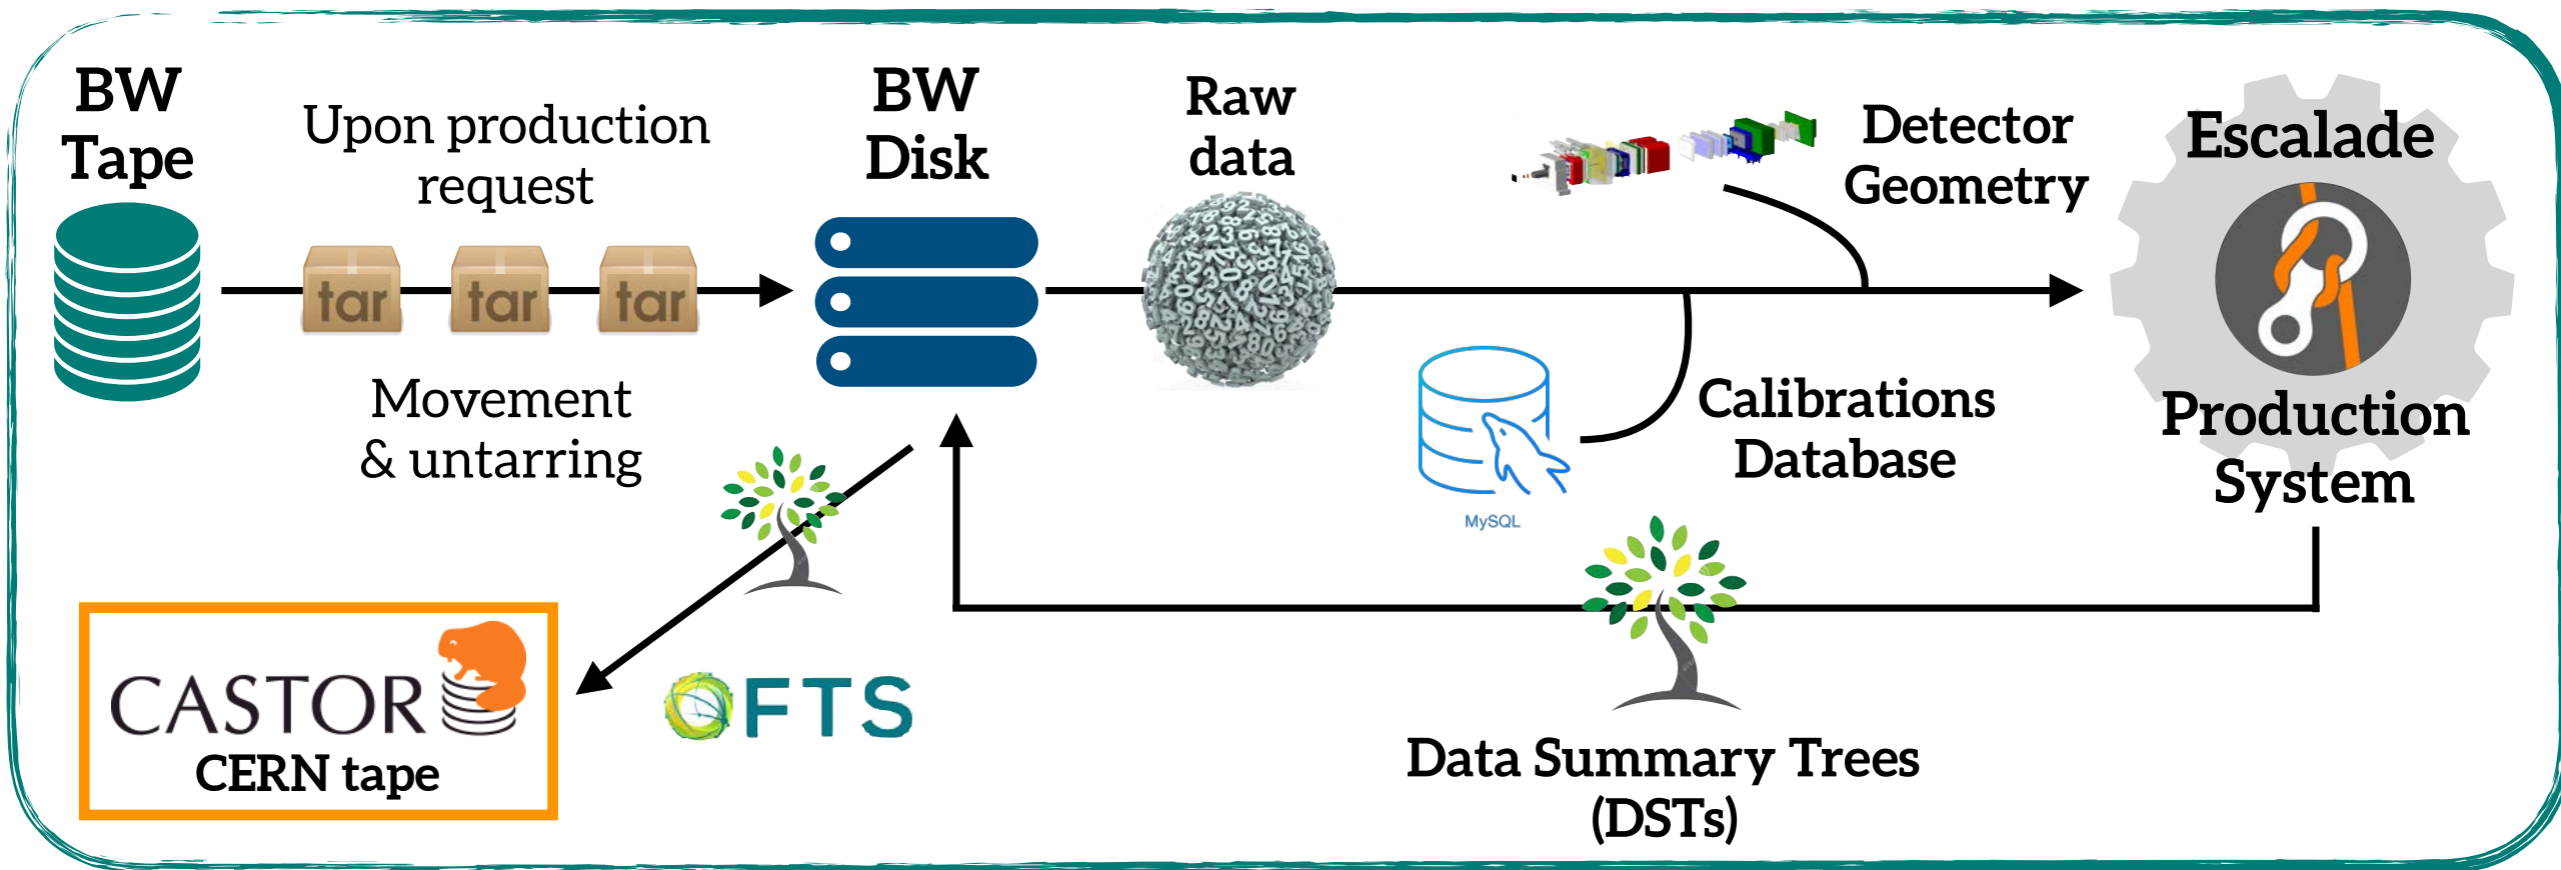 BW
Tape
Upon production
request
tar
tar
tar
Movement
& untarring
BW
Disk
Raw
data
Detector
Geometry
MySQL
Calibrations
Database
Escalade
Production
System
Data Summary Trees
(DSTs)
FTS
CASTOR
CERN tape